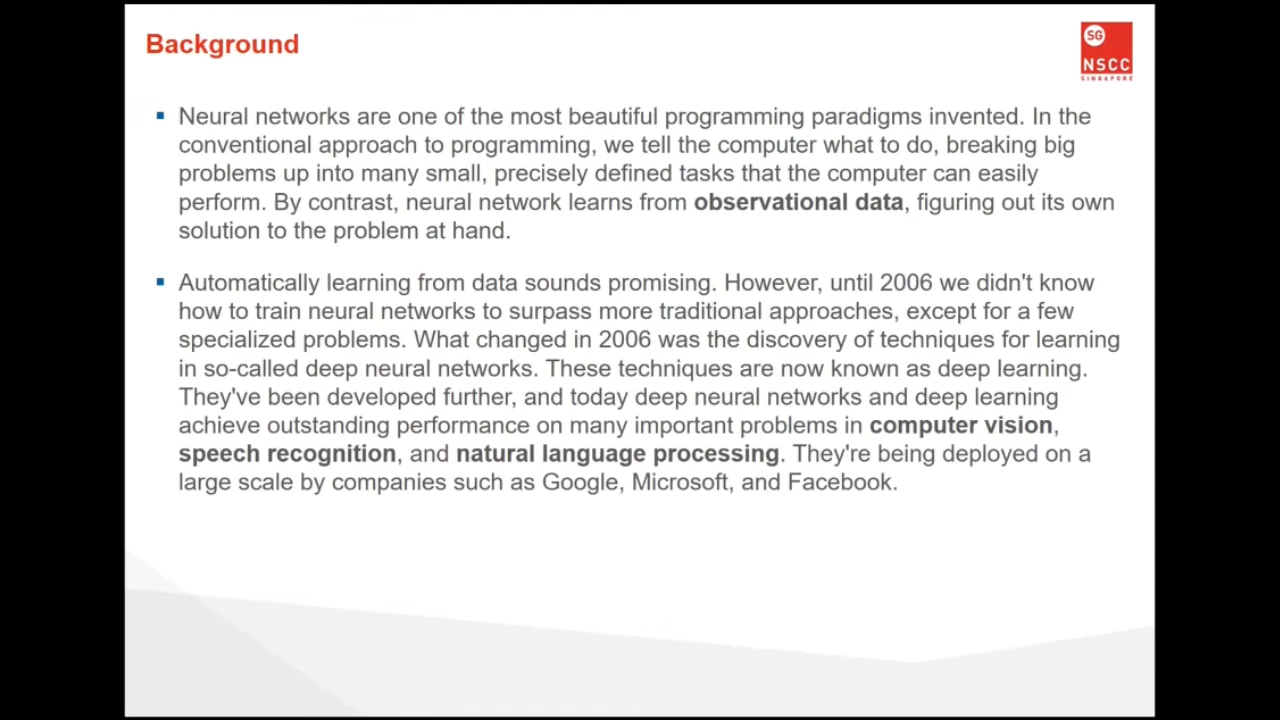 Background
SG
NSCC
SINGAPORE
Neural networks are one of the most beautiful programming paradigms invented. In the
conventional approach to programming, we tell the computer what to do, breaking big
problems up into many small, precisely defined tasks that the computer can easily
perform. By contrast, neural network learns from observational data, figuring out its own
solution to the problem at hand.
Automatically learning from data sounds promising. However, until 2006 we didn't know
how to train neural networks to surpass more traditional approaches, except for a few
specialized problems. What changed in 2006 was the discovery of techniques for learning
in so-called deep neural networks. These techniques are now known as deep learning.
They've been developed further, and today deep neural networks and deep learning
achieve outstanding performance on many important problems in computer vision,
speech recognition, and natural language processing. They're being deployed on a
large scale by companies such as Google, Microsoft, and Facebook.